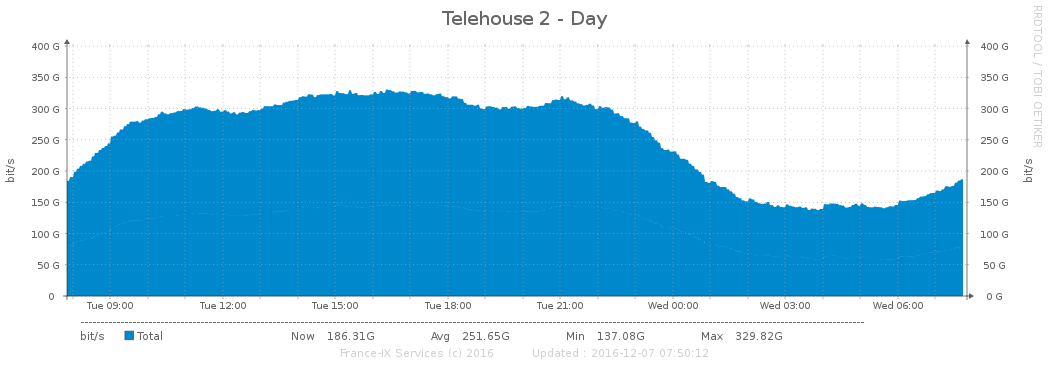 Telehouse 2 - Day
RRDTOOL / TOBI OETIKER
400 G 400 G
350 G 350 G
300 G 300 G
250 G 250 G
200 G 200 G
150 G 150 G
100 G 100 G
50 G 50 G
0 0 G
bit/s
bit/s
Tue 09:00 Tue 12:00 Tue 15:00 Tue 18:00 Tue 21:00 Wed 00:00 Wed 03:00 Wed 06:00
bit/s Total Now 186.31G Avg 251.65G Min 137.08G Max 329.82G
France-IX Services (c) 2016 Updated : 2016-12-07 07:50:12